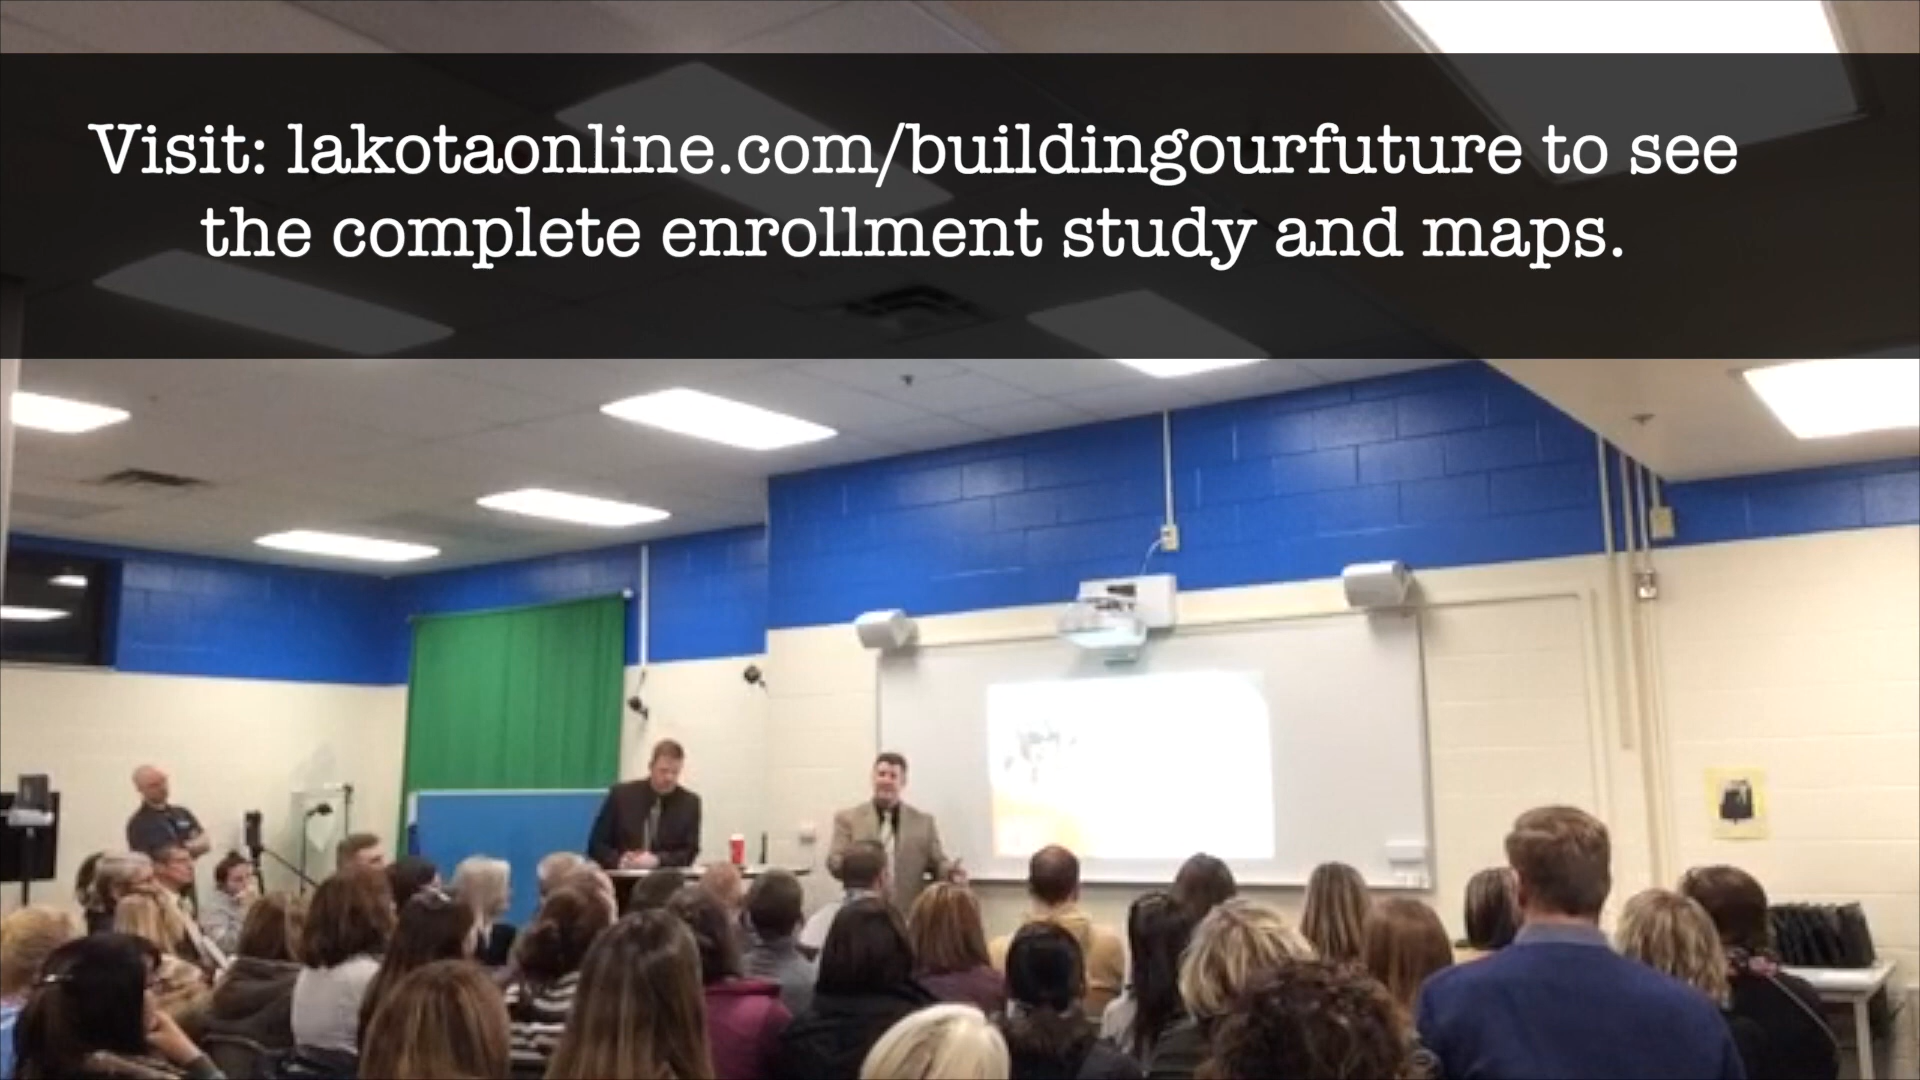 Visit: lakotaonline.com/buildingourfuture to see
the complete enrollment study and maps.